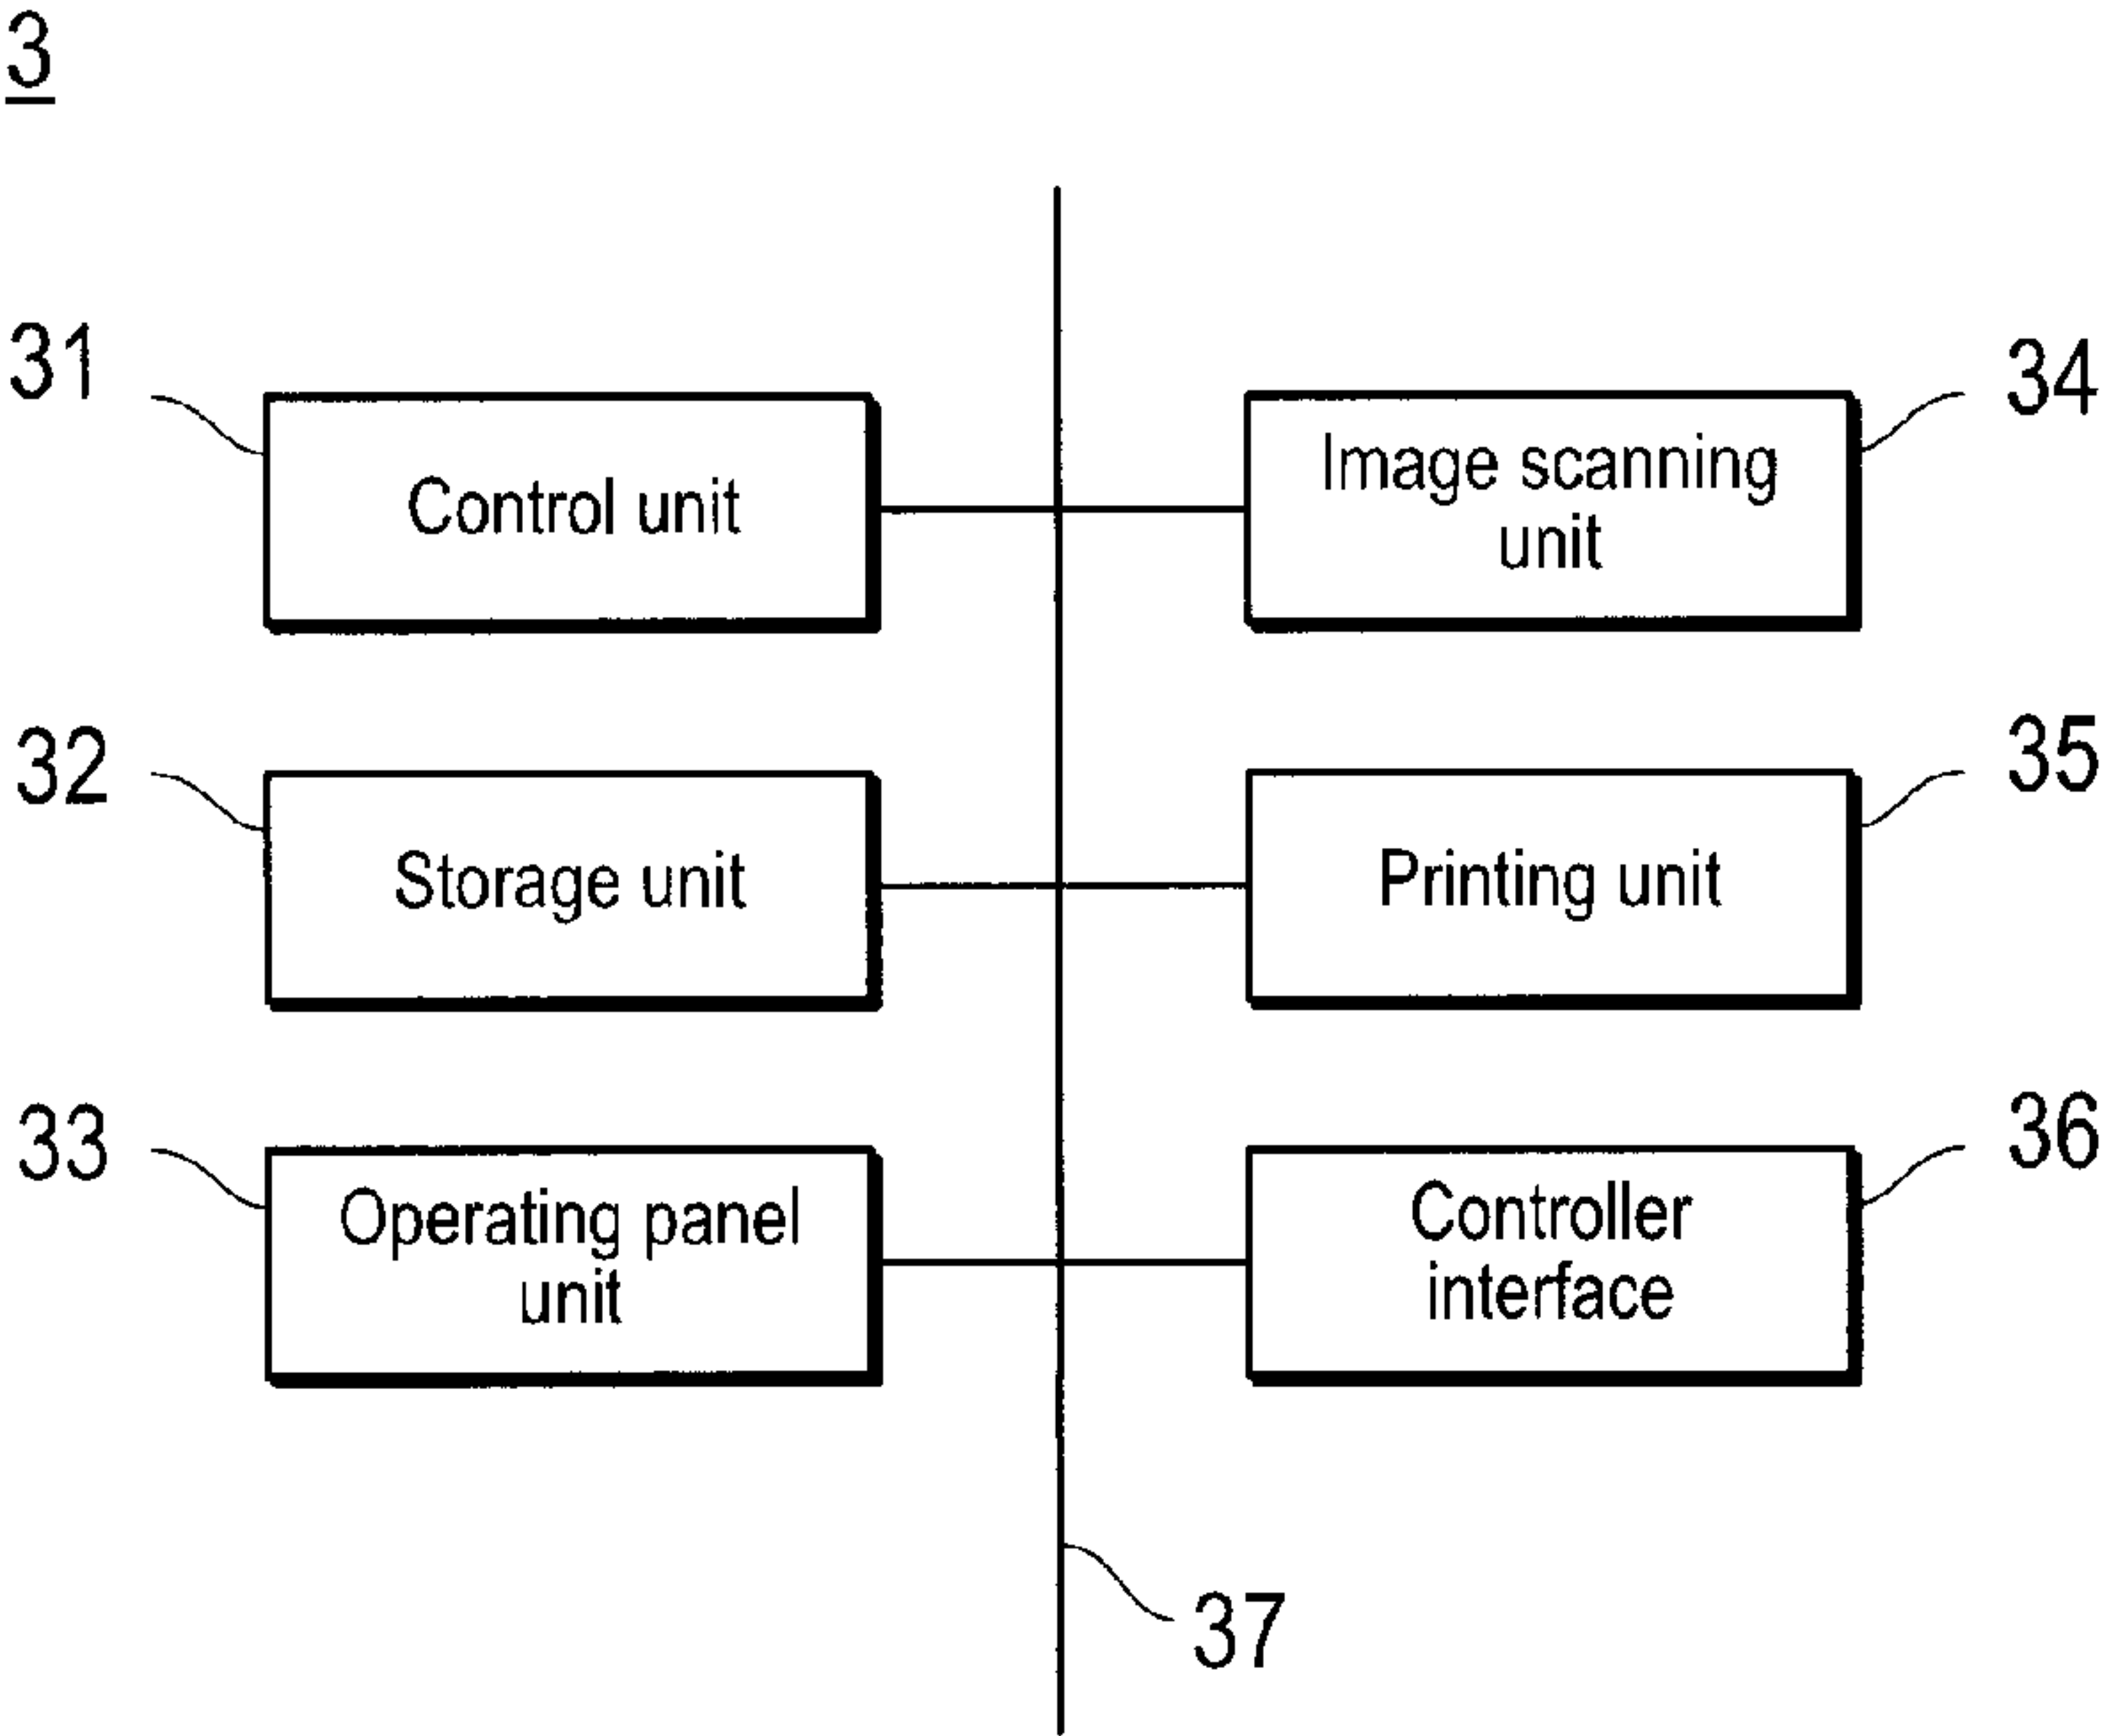 3
31
Control unit
34
Image scanning
unit
32
Storage unit
35
Printing unit
33
Operating panel
unit
36
Controller
interface
37